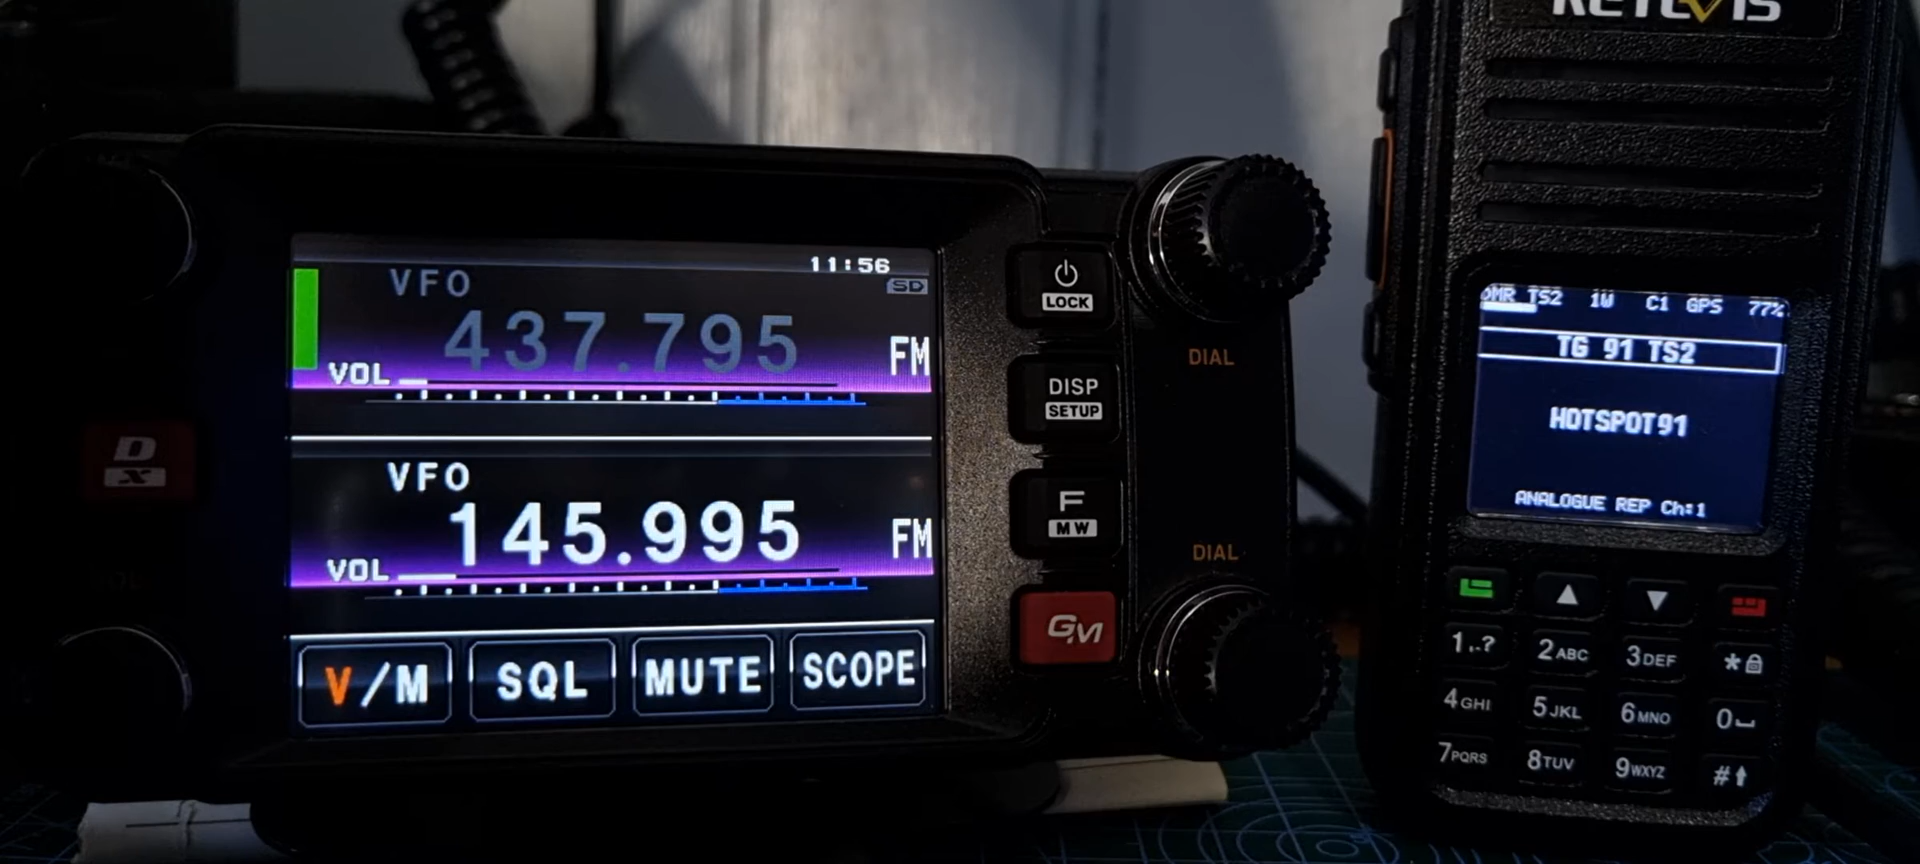 11:56
SD
VFO
437.795
FM
VOL
VFO
145.995
FM
VOL
V/M
SQL
MUTE
SCOPE
D
X
LOCK
DISP
SETUP
F
MW
GM
DIAL
DIAL
RETEVIS
DMR TS2 1W C1 GPS 77%
TG 91 TS2
HOTSPOT91
ANALOGUE REP Ch:1
1,.?
2ABC
3DEF
*
4GHI
5JKL
6MNO
0
7PQRS
8TUV
9WXYZ
#